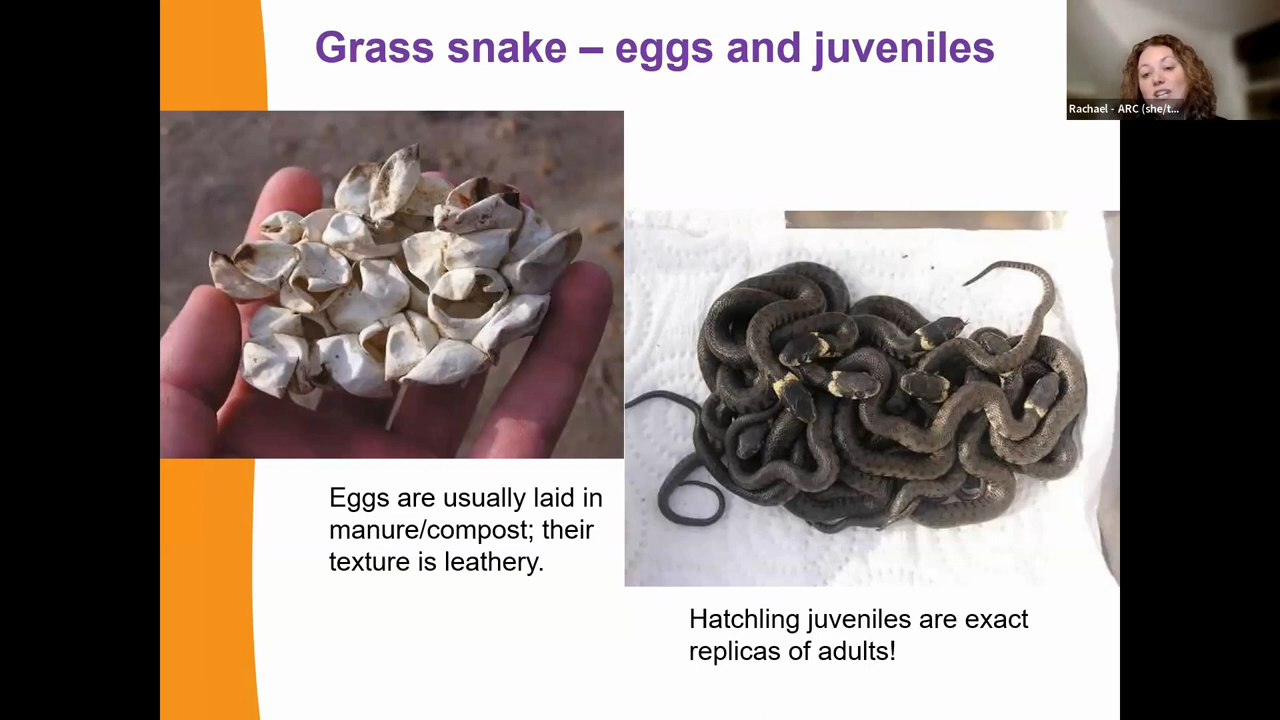 Grass snake – eggs and juveniles
Rachael - ARC (she/t...
Eggs are usually laid in
manure/compost; their
texture is leathery.
Hatchling juveniles are exact
replicas of adults!